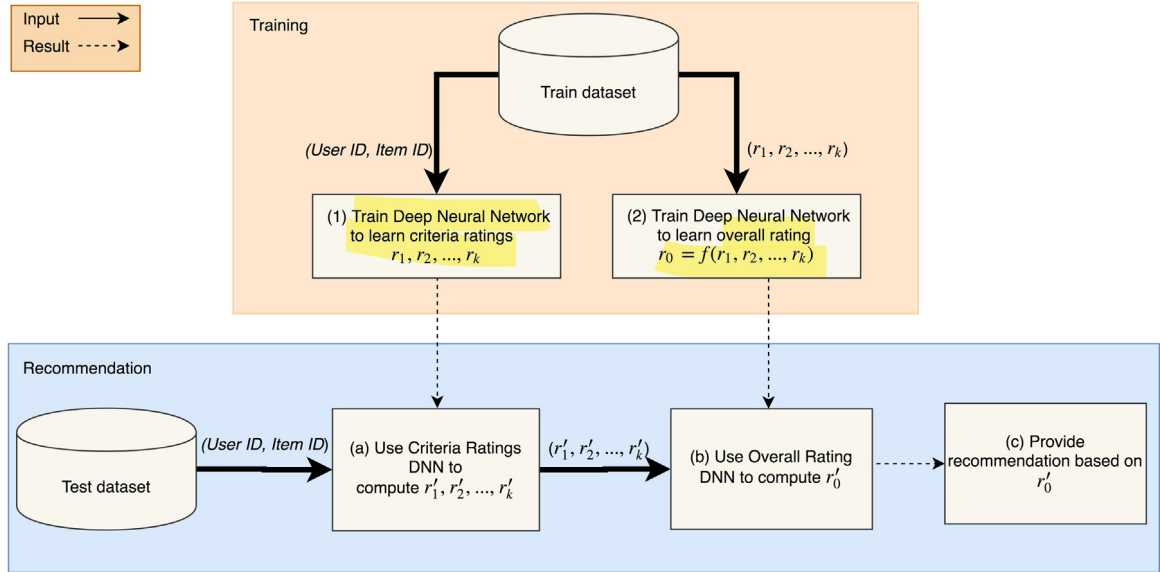 Input
Result
Training
Train dataset
(User ID, Item ID)
(r₁, r₂, ..., rₖ)
(1) Train Deep Neural Network
to learn criteria ratings
r₁, r₂, ..., rₖ
(2) Train Deep Neural Network
to learn overall rating
r₀ = f(r₁, r₂, ..., rₖ)
Recommendation
Test dataset
(User ID, Item ID)
(a) Use Criteria Ratings
DNN to
compute r′₁, r′₂, ..., r′ₖ
(r′₁, r′₂, ..., r′ₖ)
(b) Use Overall Rating
DNN to compute r′₀
(c) Provide
recommendation based on
r′₀